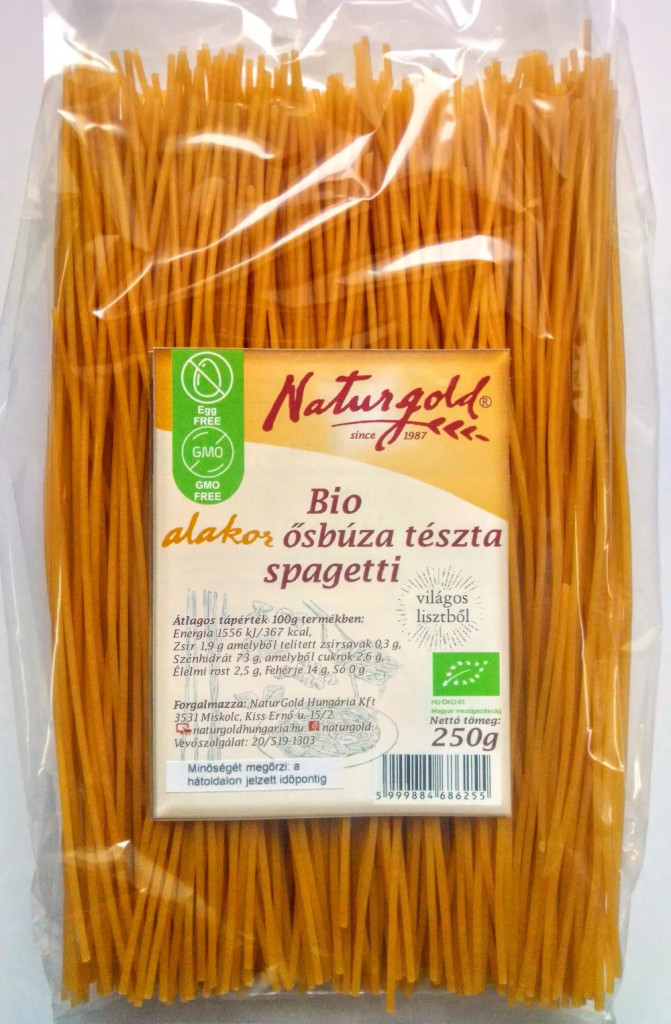 Egg
FREE
GMO
GMO
FREE
Naturgold®
since 1987
Bio
alakor ősbúza tészta
spagetti
világos
lisztből
Átlagos tápérték 100g termékben:
Energia 1556 kJ/367 kcal,
Zsír 1,9 g amelyből telített zsírsavak 0,3 g,
Szénhidrát 73 g, amelyből cukrok 2,6 g,
Élelmi rost 2,5 g, Fehérje 14 g, Só 0 g
HU-ÖKO-01
Magyar mezőgazdaság
Forgalmazza: NaturGold Hungária Kft
3531 Miskolc, Kiss Ernő u. 15/2
naturgoldhungaria.hu naturgold
Vevőszolgálat: 20/519-1303
Nettó tömeg:
250g
Minőségét megőrzi: a
hátoldalon jelzett időpontig
5 999884 686255